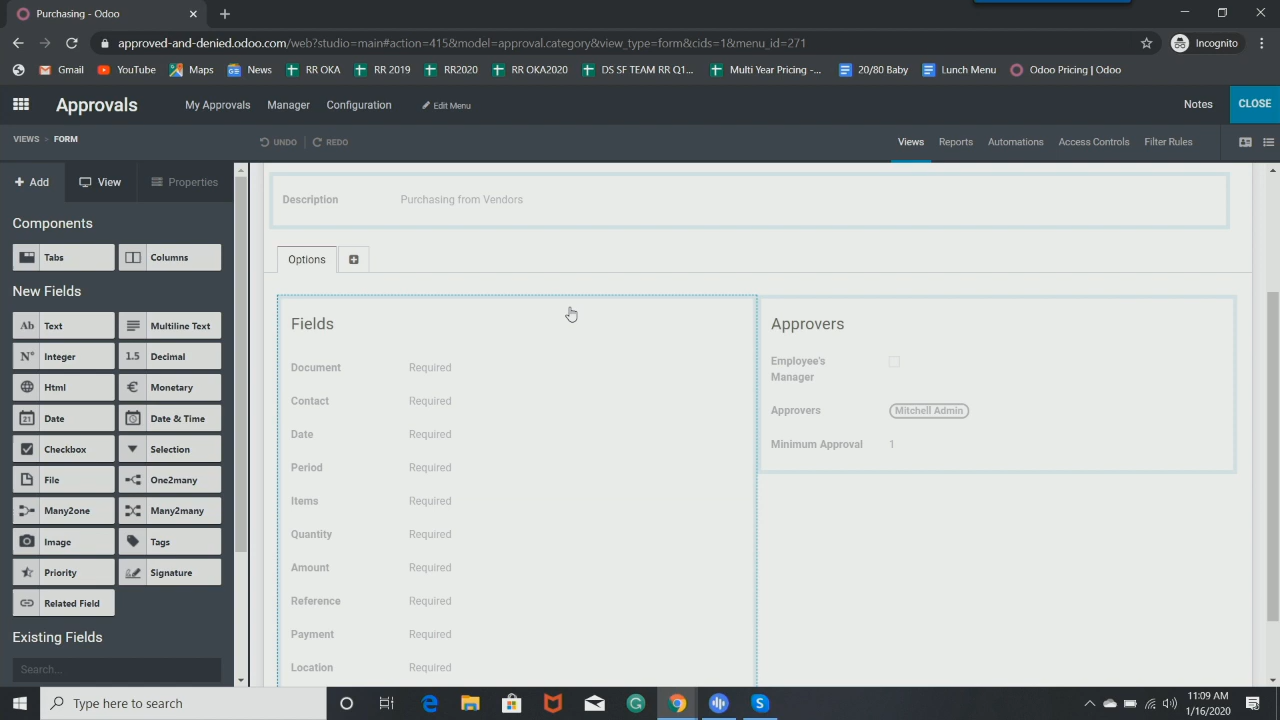 Purchasing - Odoo
approved-and-denied.odoo.com/web?studio=main#action=415&model=approval.category&view_type=form&cids=1&menu_id=271
Incognito
Gmail YouTube Maps News RR OKA RR 2019 RR2020 RR OKA2020 DS SF TEAM RR Q1... Multi Year Pricing -... 20/80 Baby Lunch Menu Odoo Pricing | Odoo
Approvals My Approvals Manager Configuration Edit Menu Notes CLOSE
VIEWS > FORM UNDO REDO Views Reports Automations Access Controls Filter Rules
+ Add View Properties
Components
Tabs Columns
New Fields
Ab Text Multiline Text
N° Integer 1.5 Decimal
Html € Monetary
Date Date & Time
Checkbox Selection
File One2many
Many2one Many2many
Image Tags
Priority Signature
Related Field
Existing Fields
Search...
Description Purchasing from Vendors
Options
Fields
Document Required
Contact Required
Date Required
Period Required
Items Required
Quantity Required
Amount Required
Reference Required
Payment Required
Location Required
Approvers
Employee's
Manager
Approvers Mitchell Admin
Minimum Approval 1
Type here to search
11:09 AM
1/16/2020